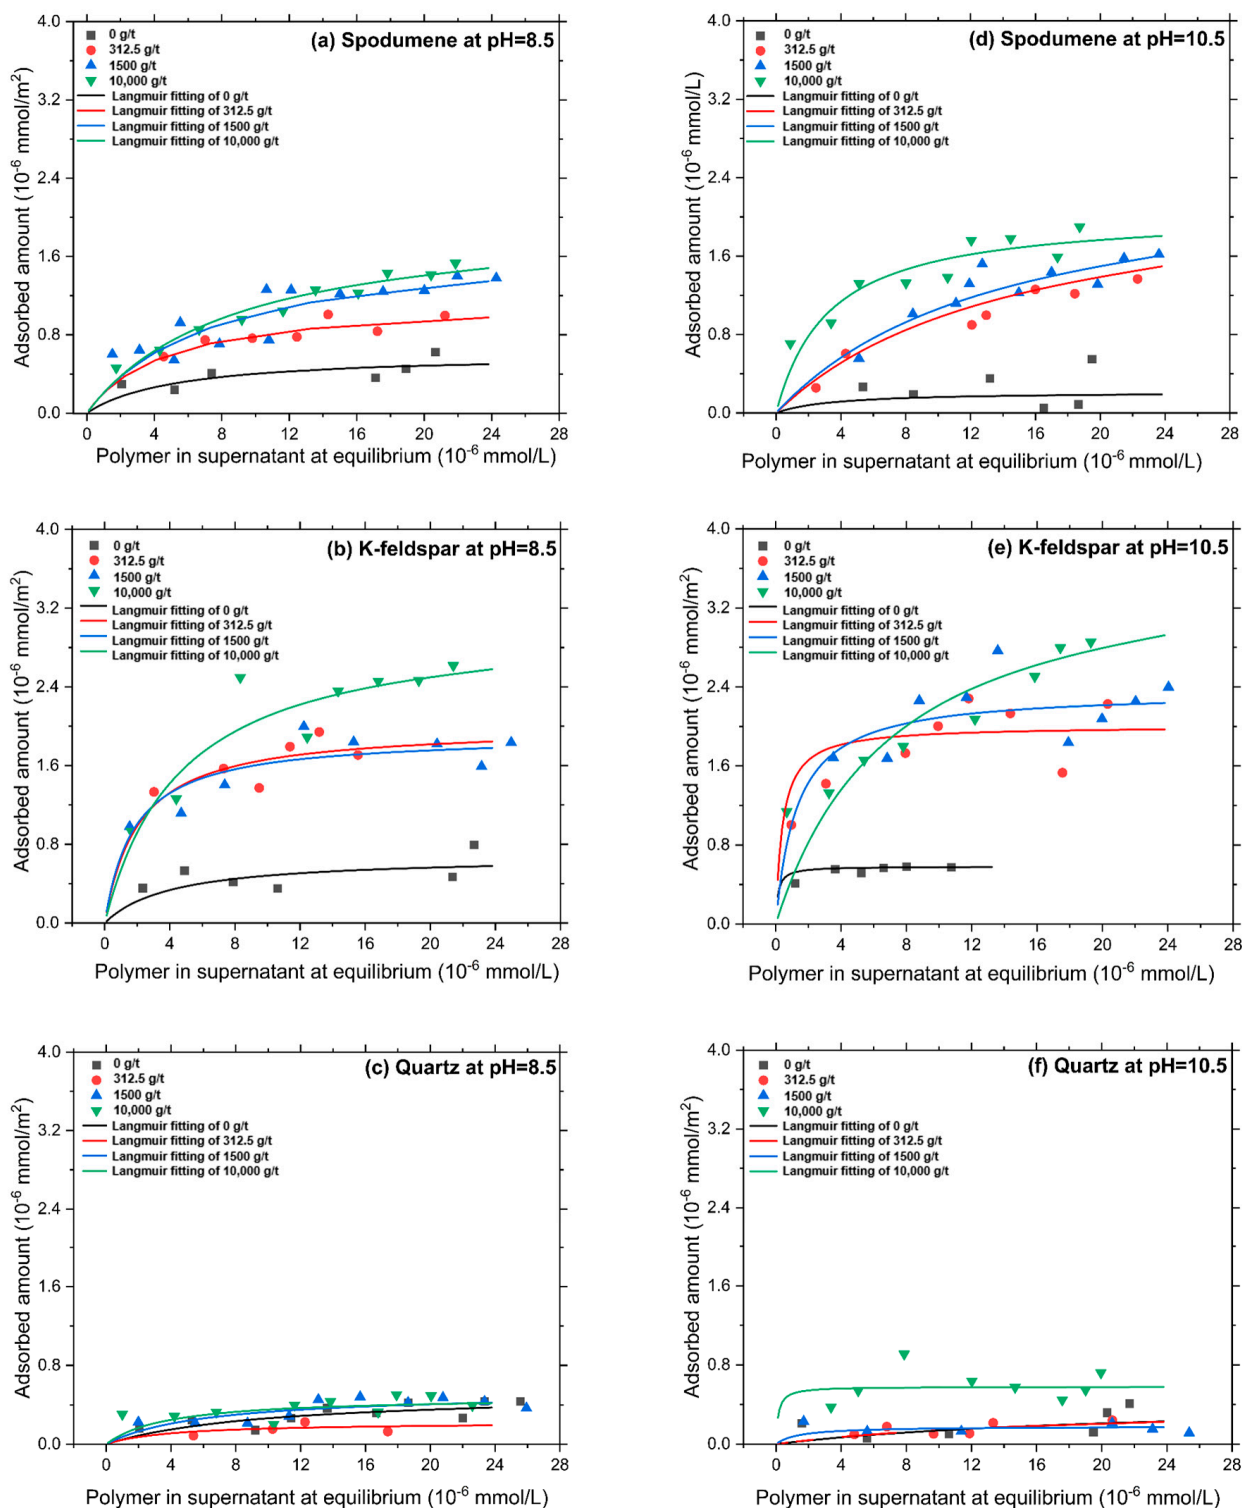 (a) Spodumene at pH=8.5
0 g/t
312.5 g/t
1500 g/t
10,000 g/t
Langmuir fitting of 0 g/t
Langmuir fitting of 312.5 g/t
Langmuir fitting of 1500 g/t
Langmuir fitting of 10,000 g/t
4.0
3.2
2.4
1.6
0.8
0.0
Adsorbed amount (10⁻⁶ mmol/m²)
0 4 8 12 16 20 24 28
Polymer in supernatant at equilibrium (10⁻⁶ mmol/L)
(d) Spodumene at pH=10.5
0 g/t
312.5 g/t
1500 g/t
10,000 g/t
Langmuir fitting of 0 g/t
Langmuir fitting of 312.5 g/t
Langmuir fitting of 1500 g/t
Langmuir fitting of 10,000 g/t
4.0
3.2
2.4
1.6
0.8
0.0
Adsorbed amount (10⁻⁶ mmol/L)
0 4 8 12 16 20 24 28
Polymer in supernatant at equilibrium (10⁻⁶ mmol/L)
(b) K-feldspar at pH=8.5
0 g/t
312.5 g/t
1500 g/t
10,000 g/t
Langmuir fitting of 0 g/t
Langmuir fitting of 312.5 g/t
Langmuir fitting of 1500 g/t
Langmuir fitting of 10,000 g/t
4.0
3.2
2.4
1.6
0.8
0.0
Adsorbed amount (10⁻⁶ mmol/m²)
0 4 8 12 16 20 24 28
Polymer in supernatant at equilibrium (10⁻⁶ mmol/L)
(e) K-feldspar at pH=10.5
0 g/t
312.5 g/t
1500 g/t
10,000 g/t
Langmuir fitting of 0 g/t
Langmuir fitting of 312.5 g/t
Langmuir fitting of 1500 g/t
Langmuir fitting of 10,000 g/t
4.0
3.2
2.4
1.6
0.8
0.0
Adsorbed amount (10⁻⁶ mmol/m²)
0 4 8 12 16 20 24 28
Polymer in supernatant at equilibrium (10⁻⁶ mmol/L)
(c) Quartz at pH=8.5
0 g/t
312.5 g/t
1500 g/t
10,000 g/t
Langmuir fitting of 0 g/t
Langmuir fitting of 312.5 g/t
Langmuir fitting of 1500 g/t
Langmuir fitting of 10,000 g/t
4.0
3.2
2.4
1.6
0.8
0.0
Adsorbed amount (10⁻⁶ mmol/m²)
0 4 8 12 16 20 24 28
Polymer in supernatant at equilibrium (10⁻⁶ mmol/L)
(f) Quartz at pH=10.5
0 g/t
312.5 g/t
1500 g/t
10,000 g/t
Langmuir fitting of 0 g/t
Langmuir fitting of 312.5 g/t
Langmuir fitting of 1500 g/t
Langmuir fitting of 10,000 g/t
4.0
3.2
2.4
1.6
0.8
0.0
Adsorbed amount (10⁻⁶ mmol/m²)
0 4 8 12 16 20 24 28
Polymer in supernatant at equilibrium (10⁻⁶ mmol/L)